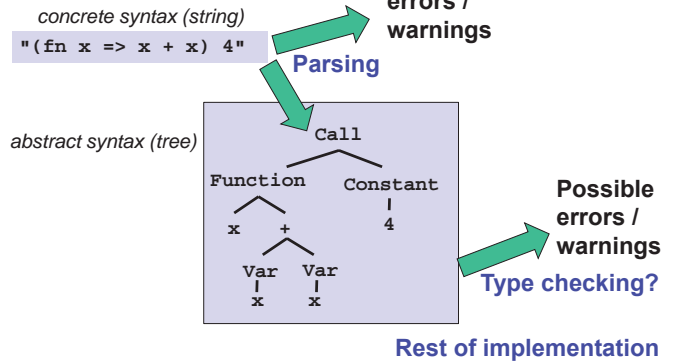 errors /
warnings
concrete syntax (string)
"(fn x => x + x) 4"
Parsing
abstract syntax (tree)
Call
Function Constant
x + 4
Var Var
x x
Possible
errors /
warnings
Type checking?
Rest of implementation